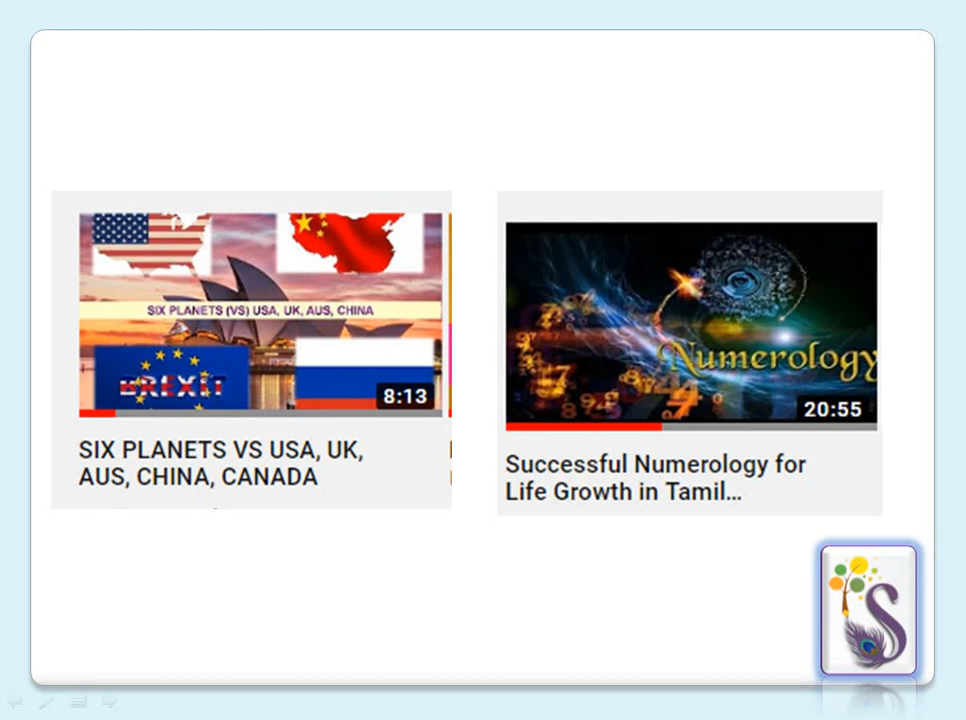 SIX PLANETS (VS) USA, UK, AUS, CHINA
BREXIT
8:13
SIX PLANETS VS USA, UK,
AUS, CHINA, CANADA
Numerology
20:55
Successful Numerology for
Life Growth in Tamil...
S